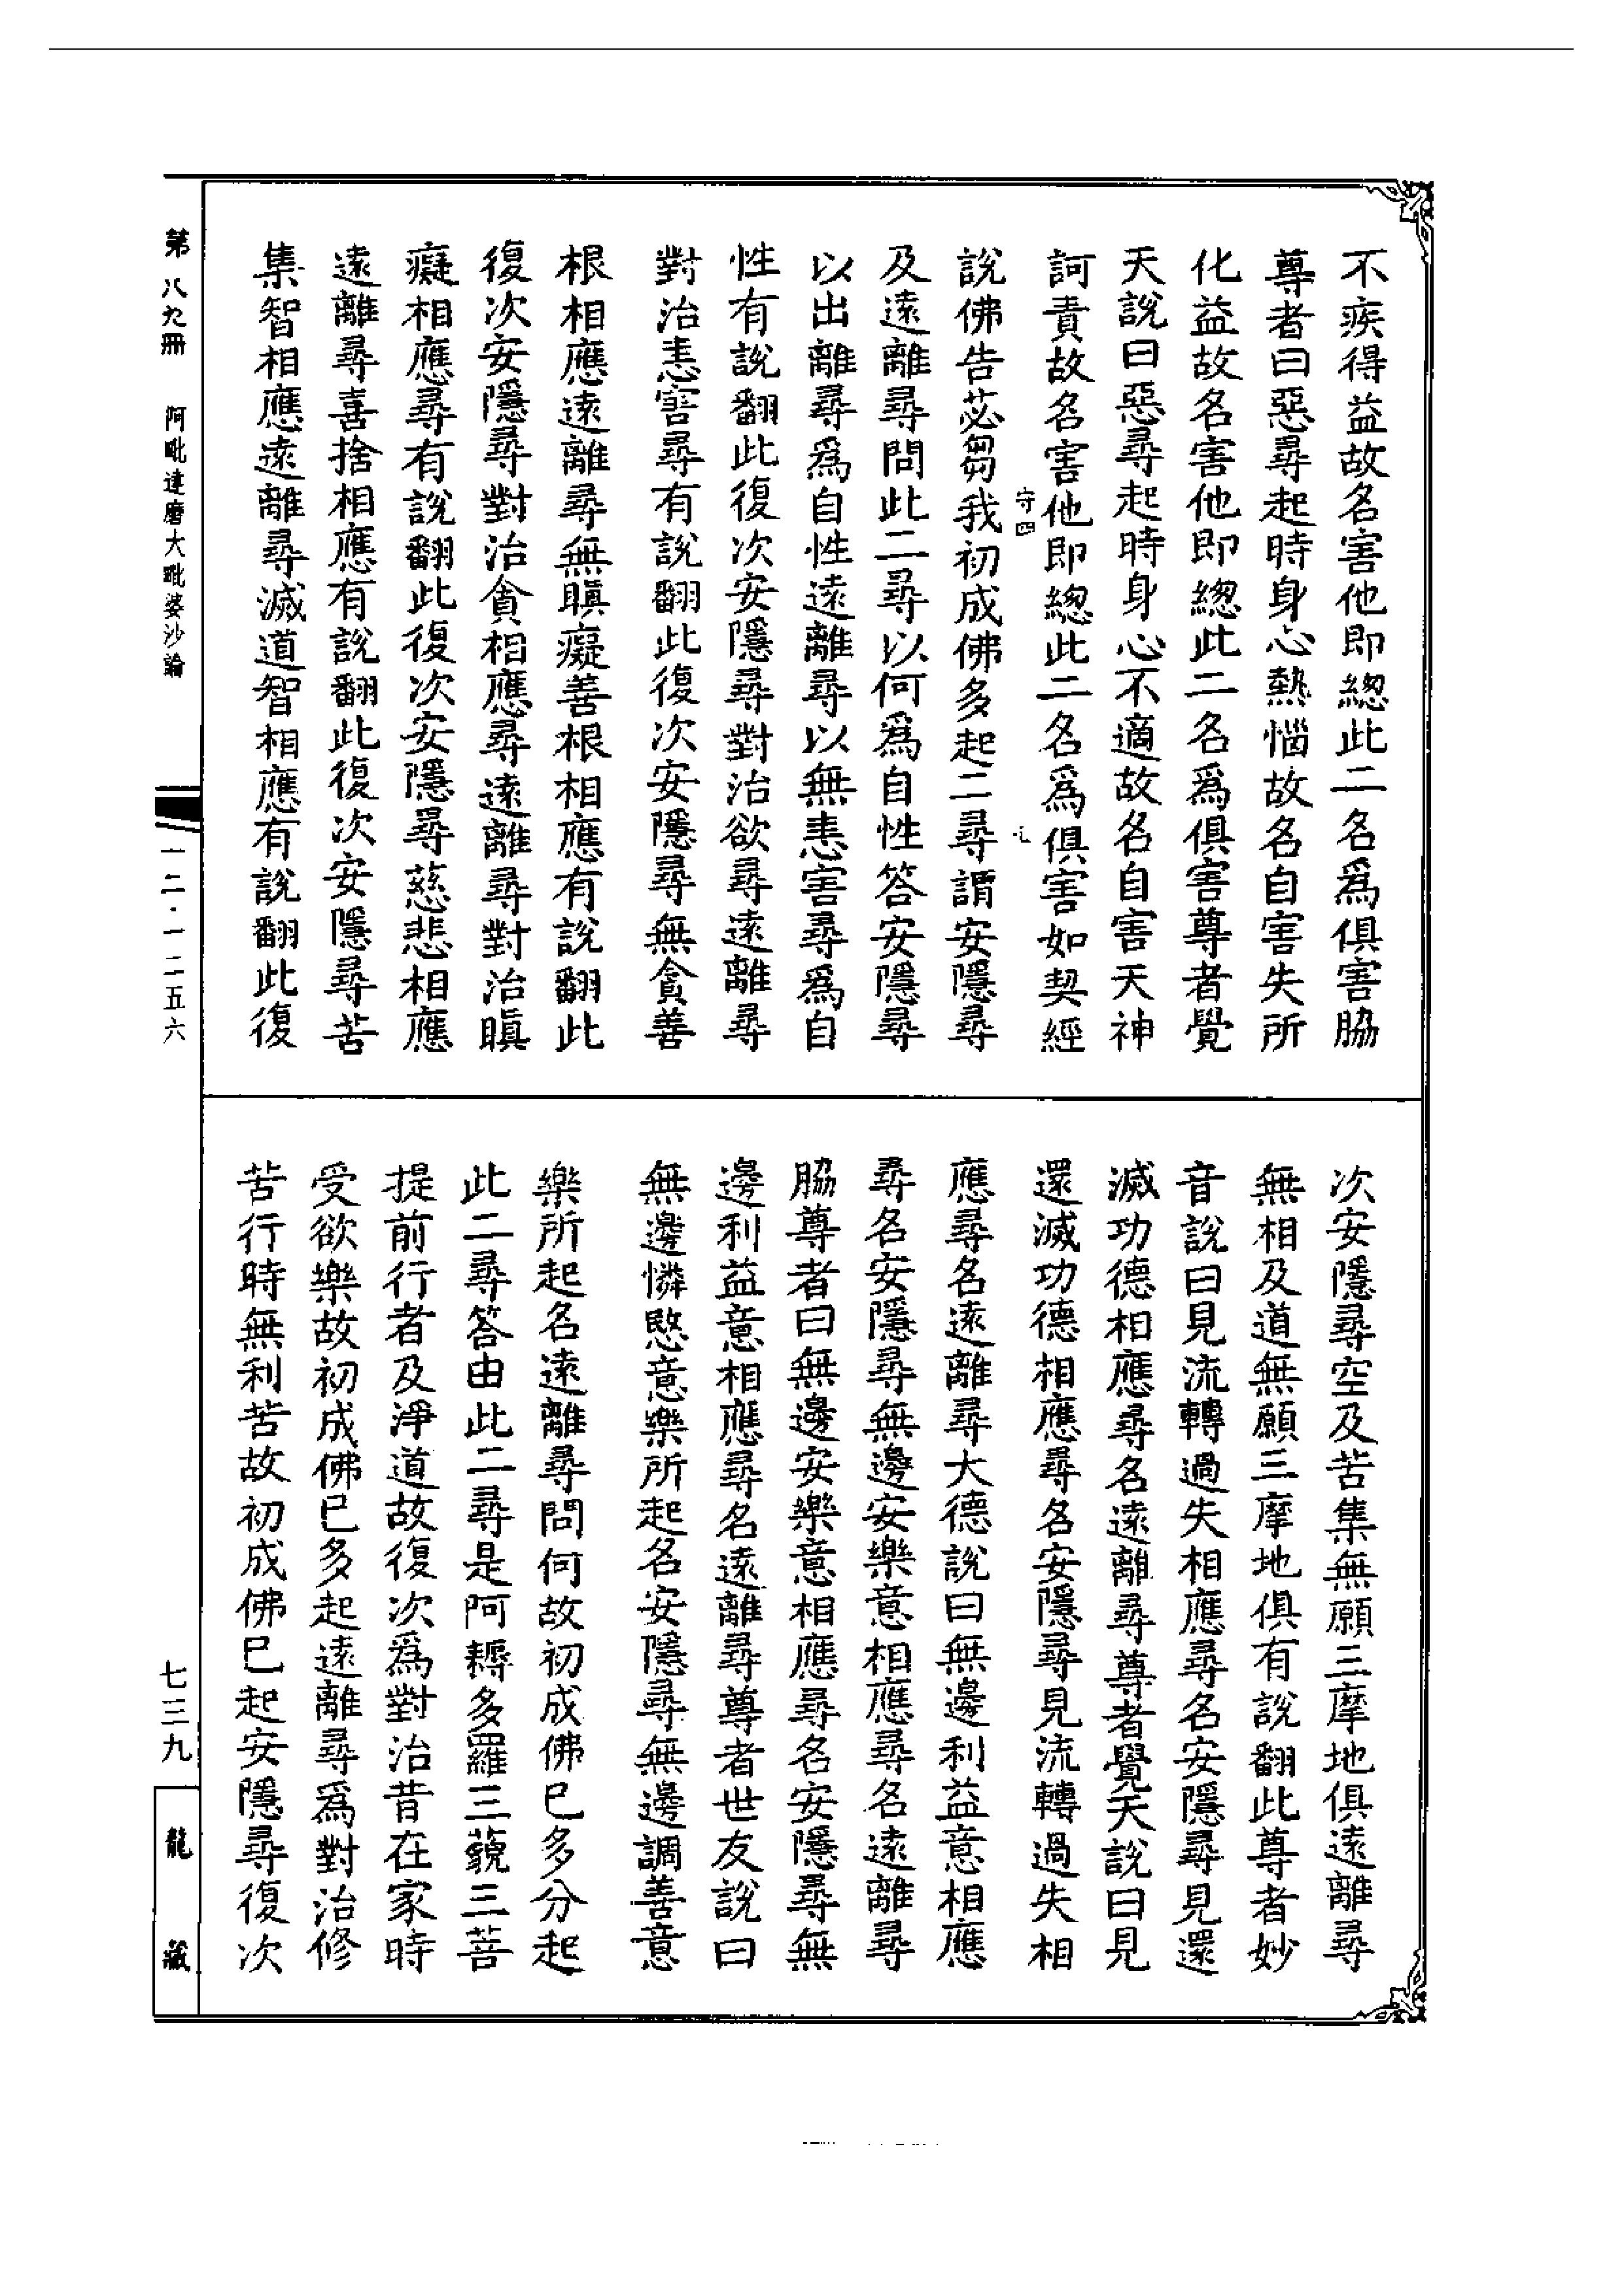 不疾得益故名害他即總此二名爲俱害脇
尊者曰惡尋起時身心熱惱故名自害失所
化益故名害他即總此二名爲俱害尊者覺
天說曰惡尋起時身心不適故名自害天神
訶責故名害他即總此二名爲俱害如契經
守四
說佛告苾芻我初成佛多起二尋謂安隱尋
及遠離尋問此二尋以何爲自性答安隱尋
以出離尋爲自性遠離尋以無恚害尋爲自
性有說翻此復次安隱尋對治欲尋遠離尋
對治恚害尋有說翻此復次安隱尋無貪善
根相應遠離尋無瞋癡善根相應有說翻此
復次安隱尋對治貪相應尋遠離尋對治瞋
癡相應尋有說翻此復次安隱尋慈悲相應
遠離尋喜捨相應有說翻此復次安隱尋苦
集智相應遠離尋滅道智相應有說翻此復
次安隱尋空及苦集無願三摩地俱遠離尋
無相及道無願三摩地俱有說翻此尊者妙
音說曰見流轉過失相應尋名安隱尋見還
滅功德相應尋名遠離尋尊者覺天說曰見
還滅功德相應尋名安隱尋見流轉過失相
應尋名遠離尋大德說曰無邊利益意相應
尋名安隱尋無邊安樂意相應尋名遠離尋
脇尊者曰無邊安樂意相應尋名安隱尋無
邊利益意相應尋名遠離尋尊者世友說曰
無邊憐愍意樂所起名安隱尋無邊調善意
樂所起名遠離尋問何故初成佛已多分起
此二尋答由此二尋是阿耨多羅三藐三菩
提前行者及淨道故復次爲對治昔在家時
受欲樂故初成佛已多起遠離尋爲對治修
苦行時無利苦故初成佛已起安隱尋復次
第八九冊　阿毗達磨大毗婆沙論
一二·一二五六
七三九
龍藏